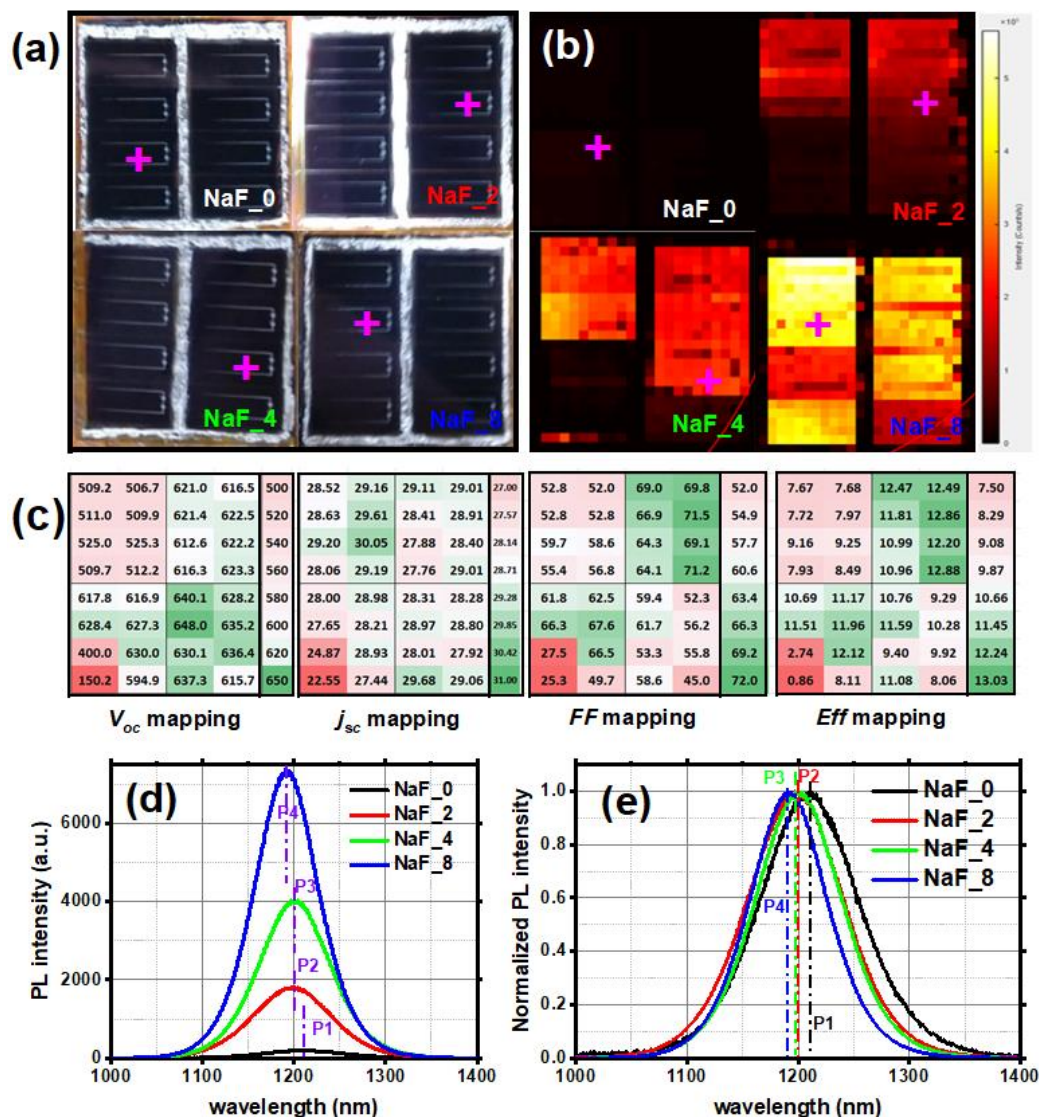 (a)
NaF_0
NaF_2
NaF_4
NaF_8
(b)
NaF_0
NaF_2
NaF_4
NaF_8
5
4
3
2
1
0
Intensity (Counts/s)
(c)
509.2 506.7 621.0 616.5 500 28.52 29.16 29.11 29.01 27.00 52.8 52.0 69.0 69.8 52.0 7.67 7.68 12.47 12.49 7.50
511.0 509.9 621.4 622.5 520 28.63 29.61 28.41 28.91 27.57 52.8 52.8 66.9 71.5 54.9 7.72 7.97 11.81 12.86 8.29
525.0 525.3 612.6 622.2 540 29.20 30.05 27.88 28.40 28.14 59.7 58.6 64.3 69.1 57.7 9.16 9.25 10.99 12.20 9.08
509.7 512.2 616.3 623.3 560 28.06 29.19 27.76 29.01 28.71 55.4 56.8 64.1 71.2 60.6 7.93 8.49 10.96 12.88 9.87
617.8 616.9 640.1 628.2 580 28.00 28.98 28.31 28.28 29.28 61.8 62.5 59.4 52.3 63.4 10.69 11.17 10.76 9.29 10.66
628.4 627.3 648.0 635.2 600 27.65 28.21 28.97 28.80 29.85 66.3 67.6 61.7 56.2 66.3 11.51 11.96 11.59 10.28 11.45
400.0 630.0 630.1 636.4 620 24.87 28.93 28.01 27.92 30.42 27.5 66.5 53.3 55.8 69.2 2.74 12.12 9.40 9.92 12.24
150.2 594.9 637.3 615.7 650 22.55 27.44 29.68 29.06 31.00 25.3 49.7 58.6 45.0 72.0 0.86 8.11 11.08 8.06 13.03
Voc mapping
jsc mapping
FF mapping
Eff mapping
(d)
PL intensity (a.u.)
6000
4000
2000
0
1000 1100 1200 1300 1400
wavelength (nm)
P4
P3
P2
P1
NaF_0
NaF_2
NaF_4
NaF_8
(e)
Normalized PL intensity
1.0
0.8
0.6
0.4
0.2
0.0
1000 1100 1200 1300 1400
wavelength (nm)
P3
P2
P4
P1
NaF_0
NaF_2
NaF_4
NaF_8